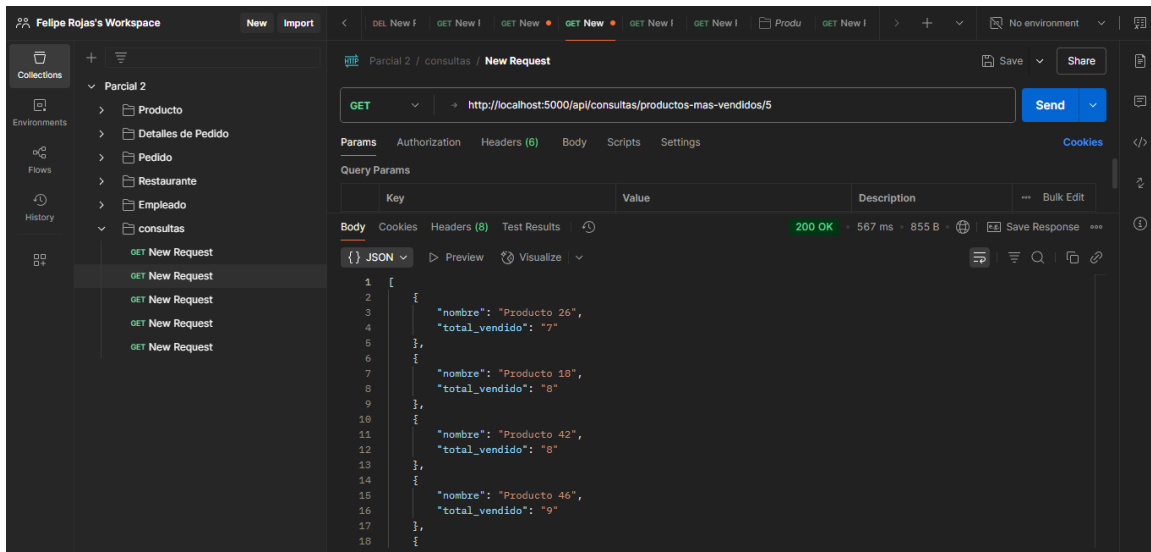 Felipe Rojas's Workspace New Import
DEL New F GET New I GET New GET New GET New I GET New I Produ GET New I No environment
Collections
Environments
Flows
History
Parcial 2
Producto
Detalles de Pedido
Pedido
Restaurante
Empleado
consultas
GET New Request
GET New Request
GET New Request
GET New Request
GET New Request
HTTP Parcial 2 / consultas / New Request Save Share
GET http://localhost:5000/api/consultas/productos-mas-vendidos/5 Send
Params Authorization Headers (6) Body Scripts Settings Cookies
Query Params
Key Value Description Bulk Edit
Body Cookies Headers (8) Test Results 200 OK 567 ms 855 B e.g. Save Response
{} JSON Preview Visualize
1 [
2 {
3 "nombre": "Producto 26",
4 "total_vendido": "7"
5 },
6 {
7 "nombre": "Producto 18",
8 "total_vendido": "8"
9 },
10 {
11 "nombre": "Producto 42",
12 "total_vendido": "8"
13 },
14 {
15 "nombre": "Producto 46",
16 "total_vendido": "9"
17 },
18 {